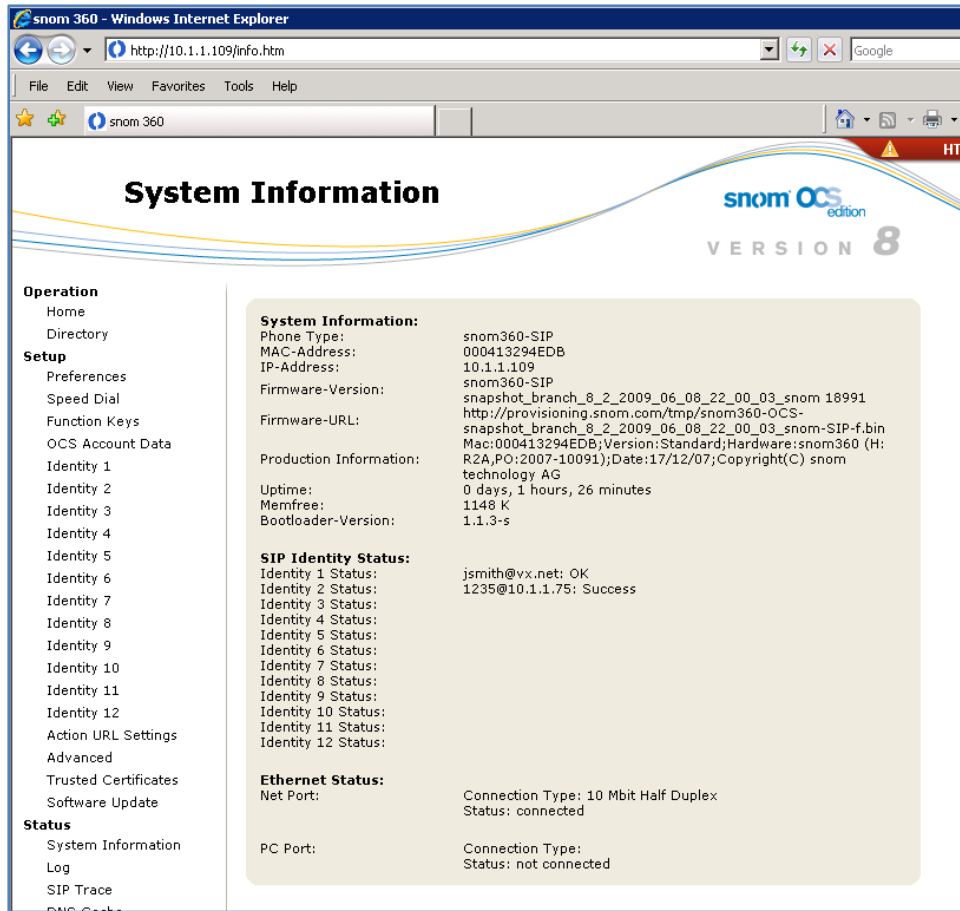 snom 360 - Windows Internet Explorer
http://10.1.1.109/info.htm
Google
File Edit View Favorites Tools Help
snom 360
System Information
snom OCS
edition
VERSION 8
Operation
Home
Directory
Setup
Preferences
Speed Dial
Function Keys
OCS Account Data
Identity 1
Identity 2
Identity 3
Identity 4
Identity 5
Identity 6
Identity 7
Identity 8
Identity 9
Identity 10
Identity 11
Identity 12
Action URL Settings
Advanced
Trusted Certificates
Software Update
Status
System Information
Log
SIP Trace
System Information:
Phone Type: snom360-SIP
MAC-Address: 000413294EDB
IP-Address: 10.1.1.109
Firmware-Version: snom360-SIP
snapshot_branch_8_2_2009_06_08_22_00_03_snom 18991
Firmware-URL: http://provisioning.snom.com/tmp/snom360-OCS-
snapshot_branch_8_2_2009_06_08_22_00_03_snom-SIP-f.bin
Production Information: Mac:000413294EDB;Version:Standard;Hardware:snom360 (H:
R2A,PO:2007-10091);Date:17/12/07;Copyright(C) snom
technology AG
Uptime: 0 days, 1 hours, 26 minutes
Memfree: 1148 K
Bootloader-Version: 1.1.3-s
SIP Identity Status:
Identity 1 Status: jsmith@vx.net: OK
Identity 2 Status: 1235@10.1.1.75: Success
Identity 3 Status:
Identity 4 Status:
Identity 5 Status:
Identity 6 Status:
Identity 7 Status:
Identity 8 Status:
Identity 9 Status:
Identity 10 Status:
Identity 11 Status:
Identity 12 Status:
Ethernet Status:
Net Port: Connection Type: 10 Mbit Half Duplex
Status: connected
PC Port: Connection Type:
Status: not connected